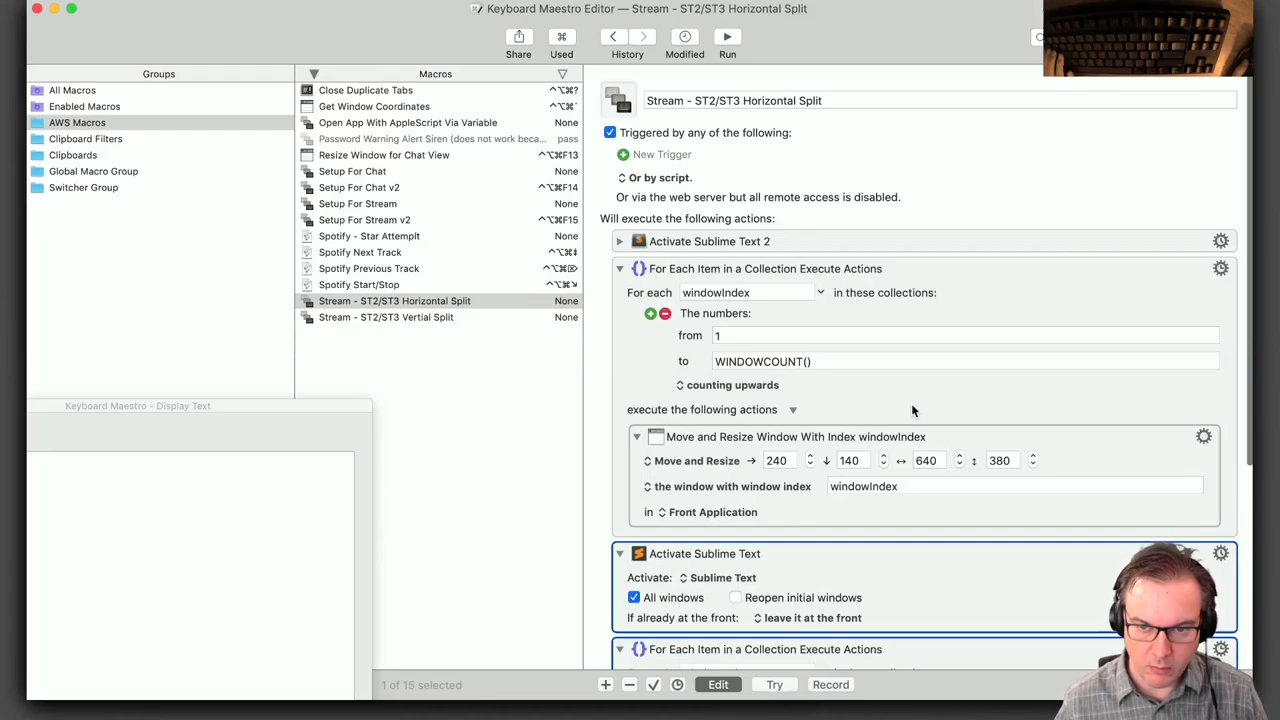 Keyboard Maestro Editor — Stream - ST2/ST3 Horizontal Split
Share
Used
History
Modified
Run
Groups
All Macros
Enabled Macros
AWS Macros
Clipboard Filters
Clipboards
Global Macro Group
Switcher Group
Macros
Close Duplicate Tabs ^⌥⌘?
Get Window Coordinates ^⌥⌘`
Open App With AppleScript Via Variable None
Password Warning Alert Siren (does not work beca... pass
Resize Window for Chat View ^⌥⌘F13
Setup For Chat None
Setup For Chat v2 ^⌥⌘F14
Setup For Stream None
Setup For Stream v2 ^⌥⌘F15
Spotify - Star Attempt None
Spotify Next Track ^⌥⌘⇟
Spotify Previous Track ^⌥⌘⌦
Spotify Start/Stop ^⌥⌘↘
Stream - ST2/ST3 Horizontal Split None
Stream - ST2/ST3 Vertial Split None
Keyboard Maestro - Display Text
Stream - ST2/ST3 Horizontal Split
Triggered by any of the following:
New Trigger
Or by script.
Or via the web server but all remote access is disabled.
Will execute the following actions:
Activate Sublime Text 2
For Each Item in a Collection Execute Actions
For each windowIndex in these collections:
The numbers:
from 1
to WINDOWCOUNT()
counting upwards
execute the following actions
Move and Resize Window With Index windowIndex
Move and Resize → 240 ↓ 140 ↔ 640 ↕ 380
the window with window index windowIndex
in Front Application
Activate Sublime Text
Activate: Sublime Text
All windows Reopen initial windows
If already at the front: leave it at the front
For Each Item in a Collection Execute Actions
1 of 15 selected
Edit
Try
Record